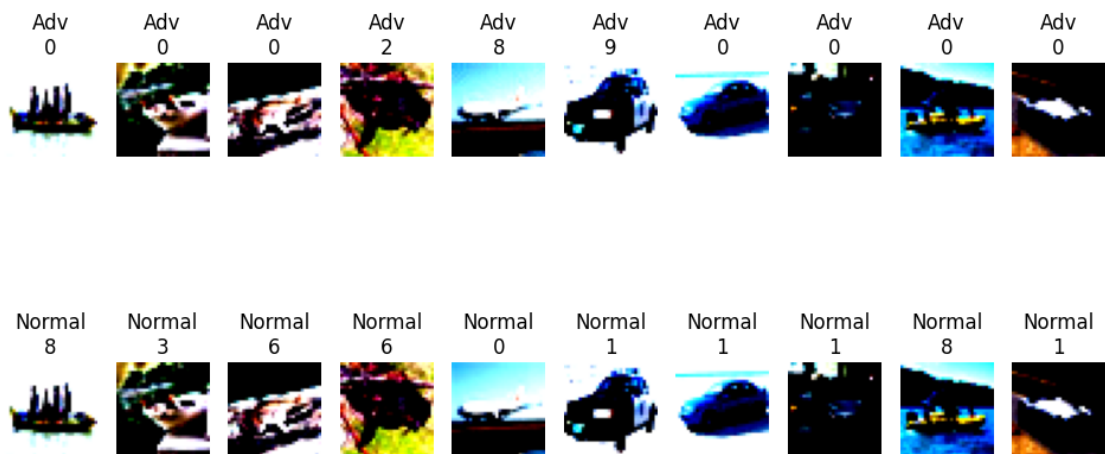 Adv Adv Adv Adv Adv Adv Adv Adv Adv Adv
0 0 0 2 8 9 0 0 0 0
Normal Normal Normal Normal Normal Normal Normal Normal Normal Normal
8 3 6 6 0 1 1 1 8 1